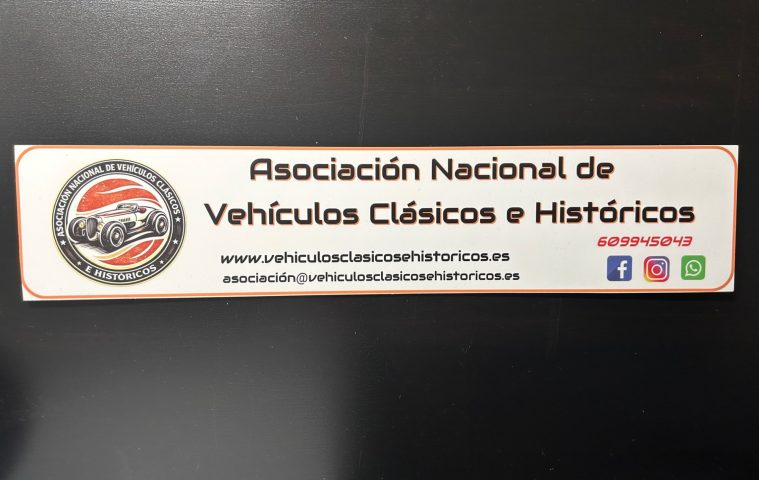 ASOCIACIÓN NACIONAL DE VEHÍCULOS CLÁSICOS
E HISTÓRICOS
Asociación Nacional de
Vehículos Clásicos e Históricos
609945043
www.vehiculosclasicosehistoricos.es
asociación@vehiculosclasicosehistoricos.es